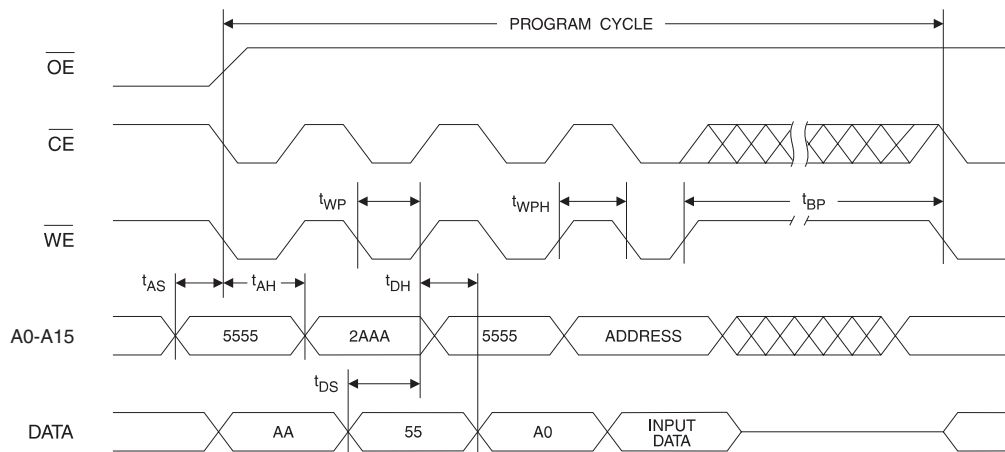 PROGRAM CYCLE
OE
CE
tWP
tWPH
tBP
WE
tAS
tAH
tDH
A0-A15
5555
2AAA
5555
ADDRESS
tDS
DATA
AA
55
A0
INPUT
DATA